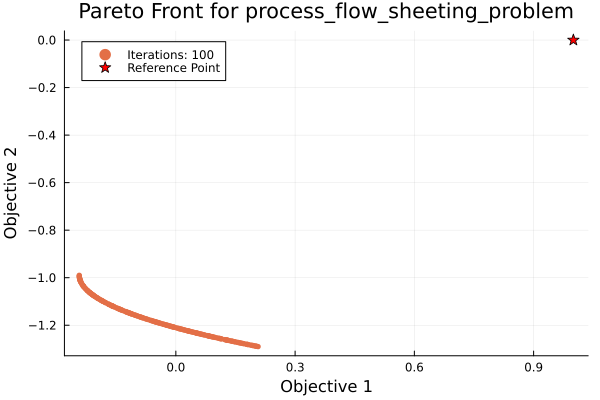 Pareto Front for process_flow_sheeting_problem
Iterations: 100
Reference Point
0.0
−0.2
−0.4
−0.6
−0.8
−1.0
−1.2
Objective 2
0.0 0.3 0.6 0.9
Objective 1